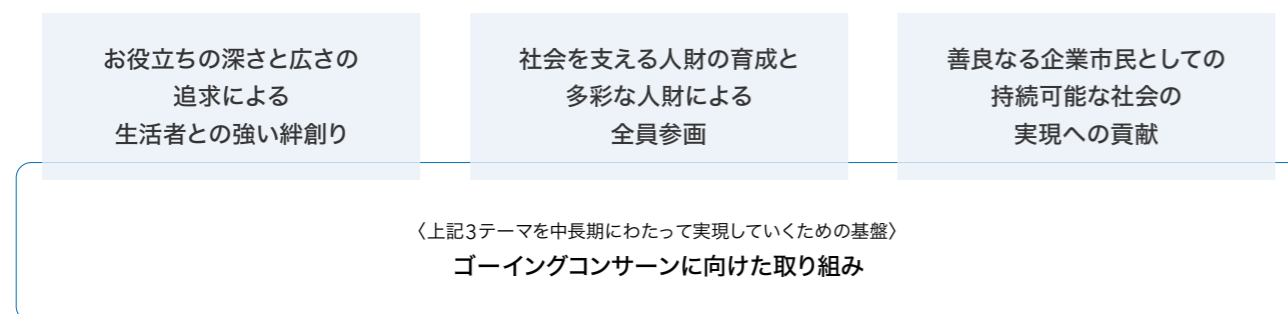 お役立ちの深さと広さの
追求による
生活者との強い絆創り
社会を支える人財の育成と
多彩な人財による
全員参画
善良なる企業市民としての
持続可能な社会の
実現への貢献
〈上記3テーマを中長期にわたって実現していくための基盤〉
ゴーイングコンサーンに向けた取り組み